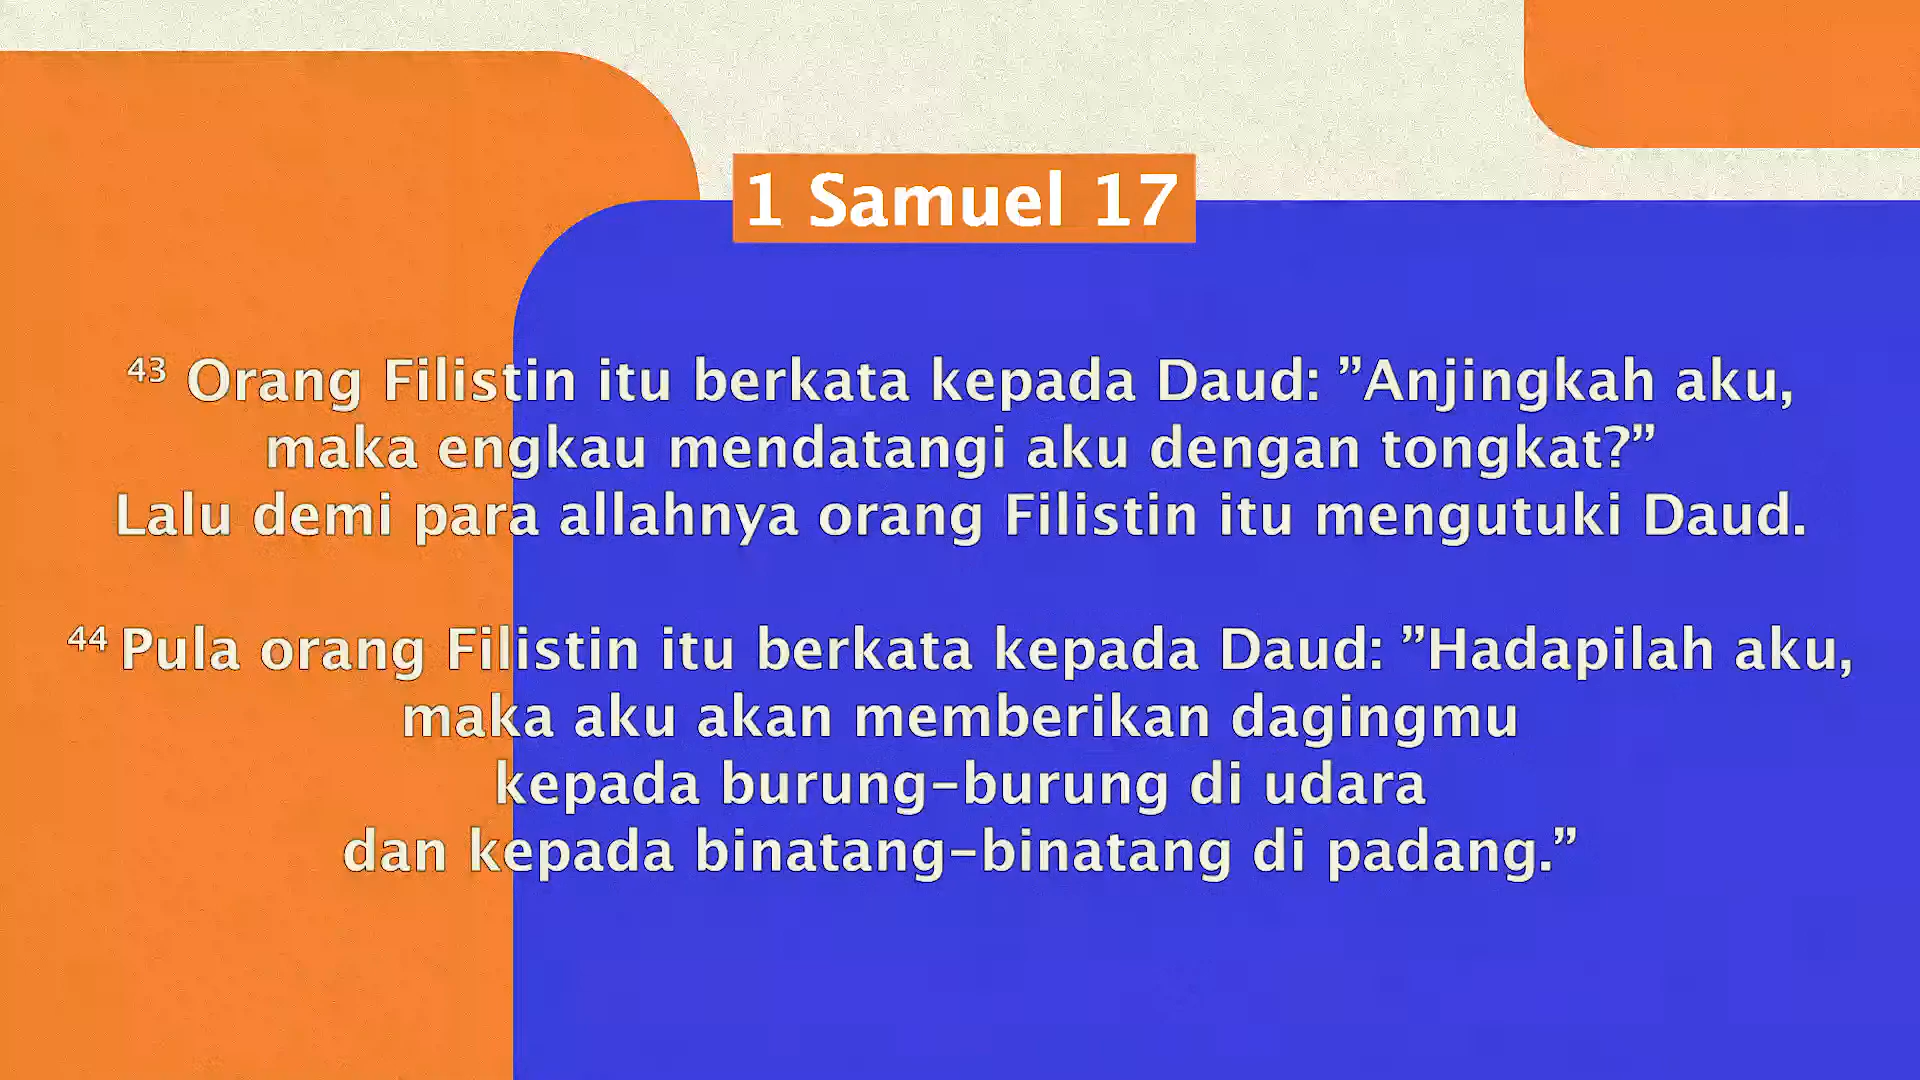 1 Samuel 17
43 Orang Filistin itu berkata kepada Daud: ”Anjingkah aku,
maka engkau mendatangi aku dengan tongkat?”
Lalu demi para allahnya orang Filistin itu mengutuki Daud.
44 Pula orang Filistin itu berkata kepada Daud: ”Hadapilah aku,
maka aku akan memberikan dagingmu
kepada burung-burung di udara
dan kepada binatang-binatang di padang.”